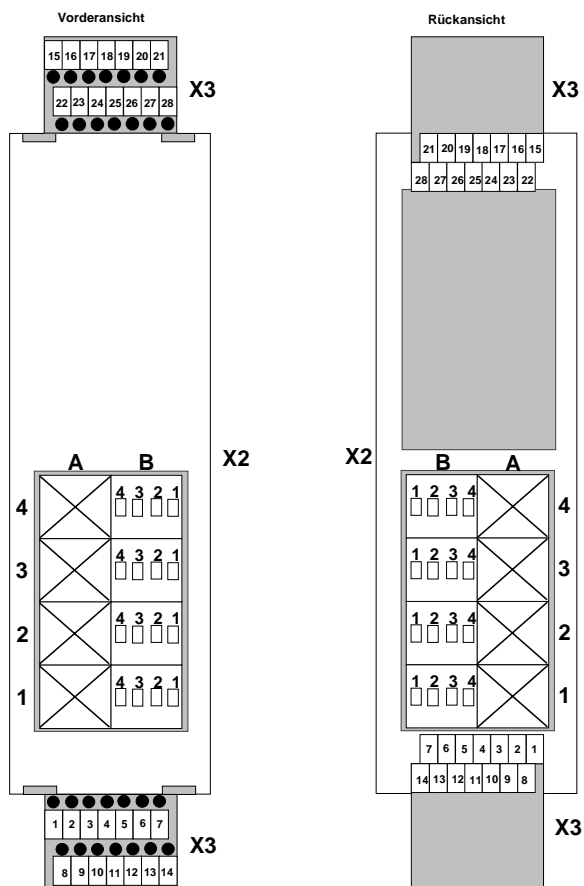 Vorderansicht
15 16 17 18 19 20 21
X3
22 23 24 25 26 27 28
X2
A B
4 4 3 2 1
3 4 3 2 1
2 4 3 2 1
1 4 3 2 1
1 2 3 4 5 6 7
X3
8 9 10 11 12 13 14
Rückansicht
X3
21 20 19 18 17 16 15
28 27 26 25 24 23 22
X2
B A
1 2 3 4 4
1 2 3 4 3
1 2 3 4 2
1 2 3 4 1
7 6 5 4 3 2 1
14 13 12 11 10 9 8
X3